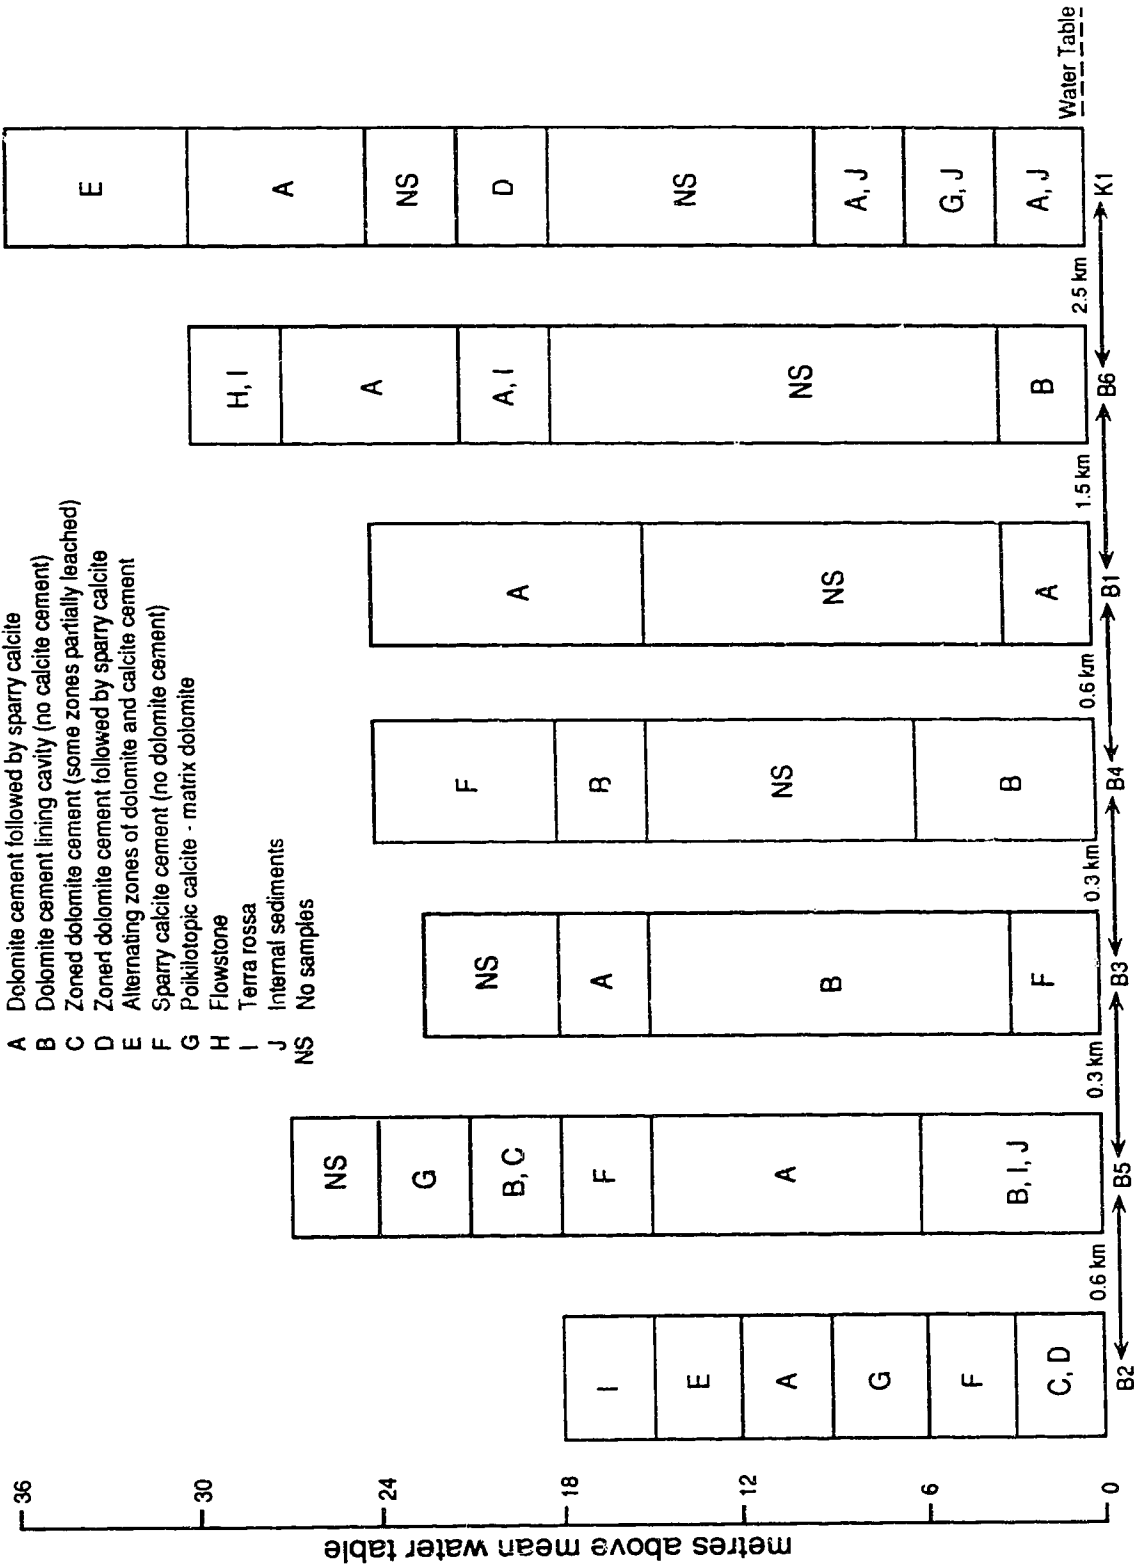 A Dolomite cement followed by sparry calcite
B Dolomite cement lining cavity (no calcite cement)
C Zoned dolomite cement (some zones partially leached)
D Zoned dolomite cement followed by sparry calcite
E Alternating zones of dolomite and calcite cement
F Sparry calcite cement (no dolomite cement)
G Poikilotopic calcite - matrix dolomite
H Flowstone
I Terra rossa
J Internal sediments
NS No samples
metres above mean water table
36
30
24
18
12
6
0
I
E
A
G
F
C, D
B2
0.6 km
NS
G
B, C
F
A
B, I, J
B5
0.3 km
NS
A
B
F
B3
0.3 km
F
B
NS
B
B4
0.6 km
A
NS
A
B1
1.5 km
H, I
A
A, I
NS
B
B6
2.5 km
E
A
NS
D
NS
A, J
G, J
A, J
K1
Water Table